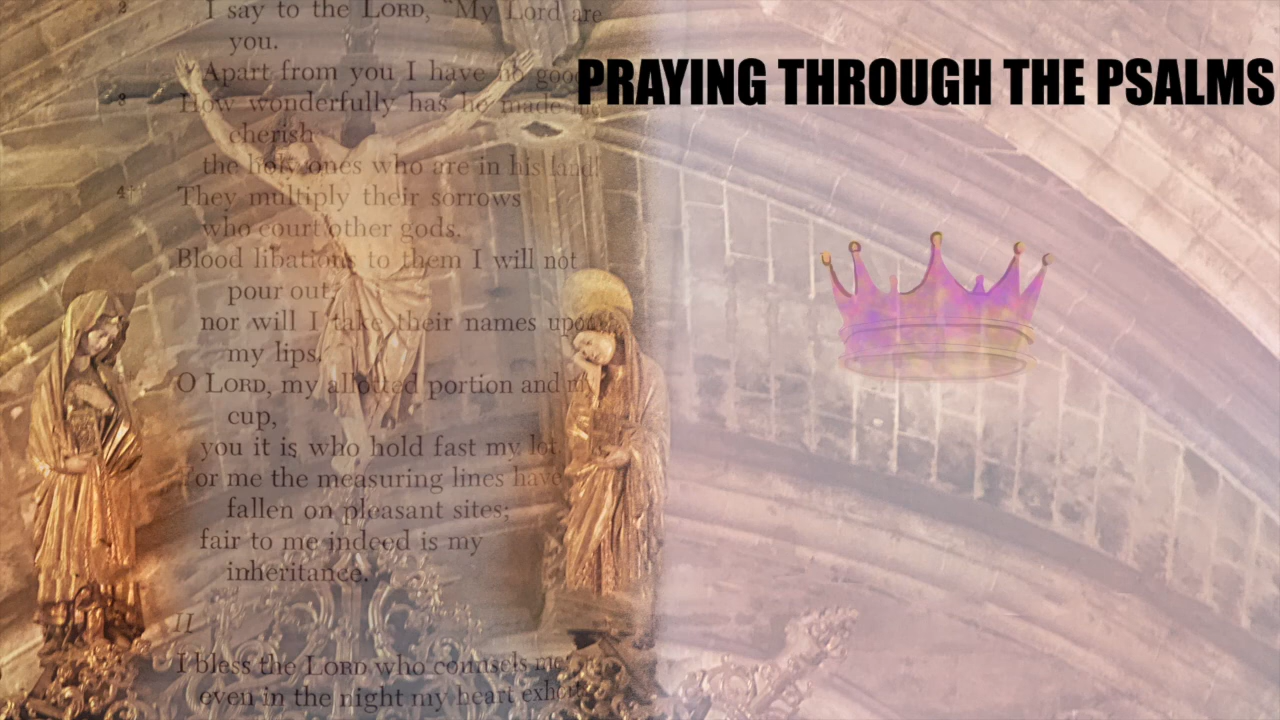 PRAYING THROUGH THE PSALMS
2 I say to the LORD, "My Lord are
you.
Apart from you I have no good
3 How wonderfully has he made me
cherish
the holy ones who are in his land!
4 They multiply their sorrows
who court other gods.
Blood libations to them I will not
pour out,
nor will I take their names upon
my lips.
O LORD, my allotted portion and my
cup,
you it is who hold fast my lot.
For me the measuring lines have
fallen on pleasant sites;
fair to me indeed is my
inheritance.
II
I bless the LORD who counsels me
even in the night my heart